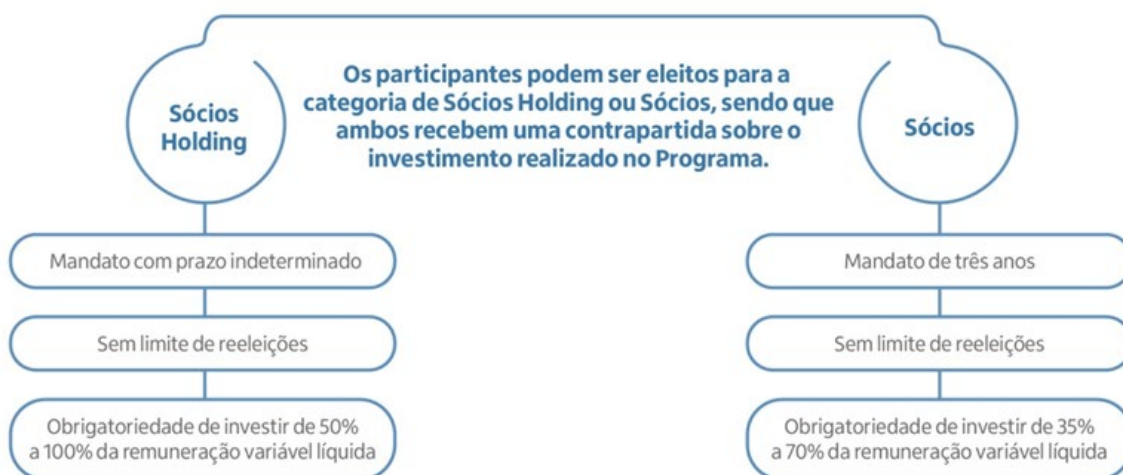 Os participantes podem ser eleitos para a
categoria de Sócios Holding ou Sócios, sendo que
ambos recebem uma contrapartida sobre o
investimento realizado no Programa.
Sócios
Holding
Mandato com prazo indeterminado
Sem limite de reeleições
Obrigatoriedade de investir de 50%
a 100% da remuneração variável líquida
Sócios
Mandato de três anos
Sem limite de reeleições
Obrigatoriedade de investir de 35%
a 70% da remuneração variável líquida